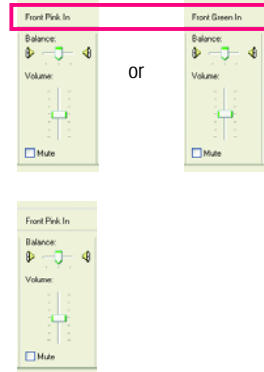 Front Pink In
Balance:
Volume:
Mute
or
Front Green In
Balance:
Volume:
Mute
Front Pink In
Balance:
Volume:
Mute